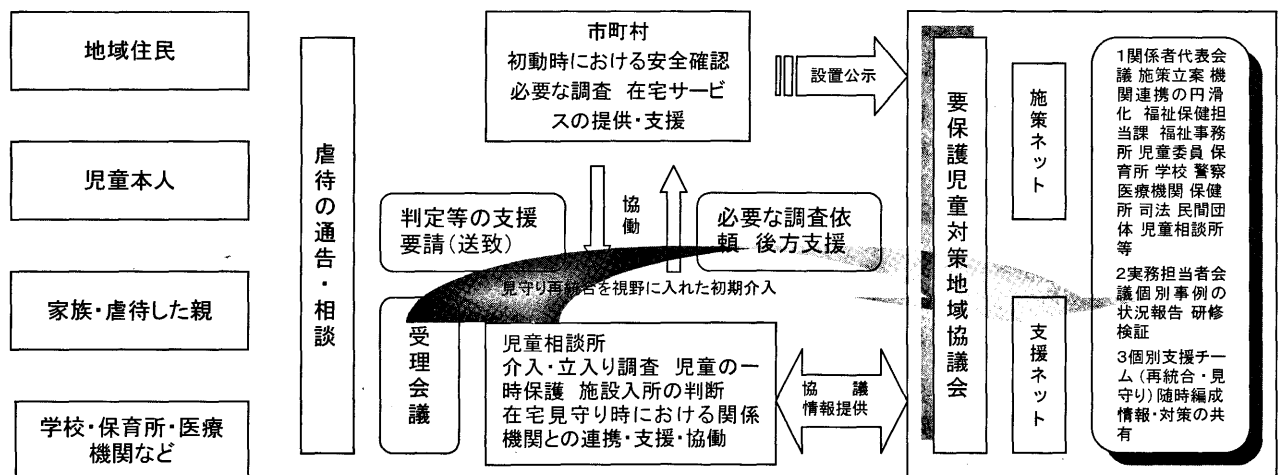 地域住民
児童本人
家族・虐待した親
学校・保育所・医療
機関など
虐待の通告・相談
市町村
初動時における安全確認
必要な調査 在宅サービ
スの提供・支援
判定等の支援
要請(送致)
協働
必要な調査依
頼 後方支援
見守り再統合を視野に入れた初期介入
受理会議
児童相談所
介入・立入り調査 児童の一
時保護 施設入所の判断
在宅見守り時における関係
機関との連携・支援・協働
設置公示
協 議
情報提供
要保護児童対策地域協議会
施策ネット
支援ネット
1関係者代表会
議 施策立案 機
関連携の円滑
化 福祉保健担
当課 福祉事務
所 児童委員 保
育所 学校 警察
医療機関 保健
所 司法 民間団
体 児童相談所
等
2実務担当者会
議個別事例の
状況報告 研修
検証
3個別支援チー
ム(再統合・見
守り)随時編成
情報・対策の共
有